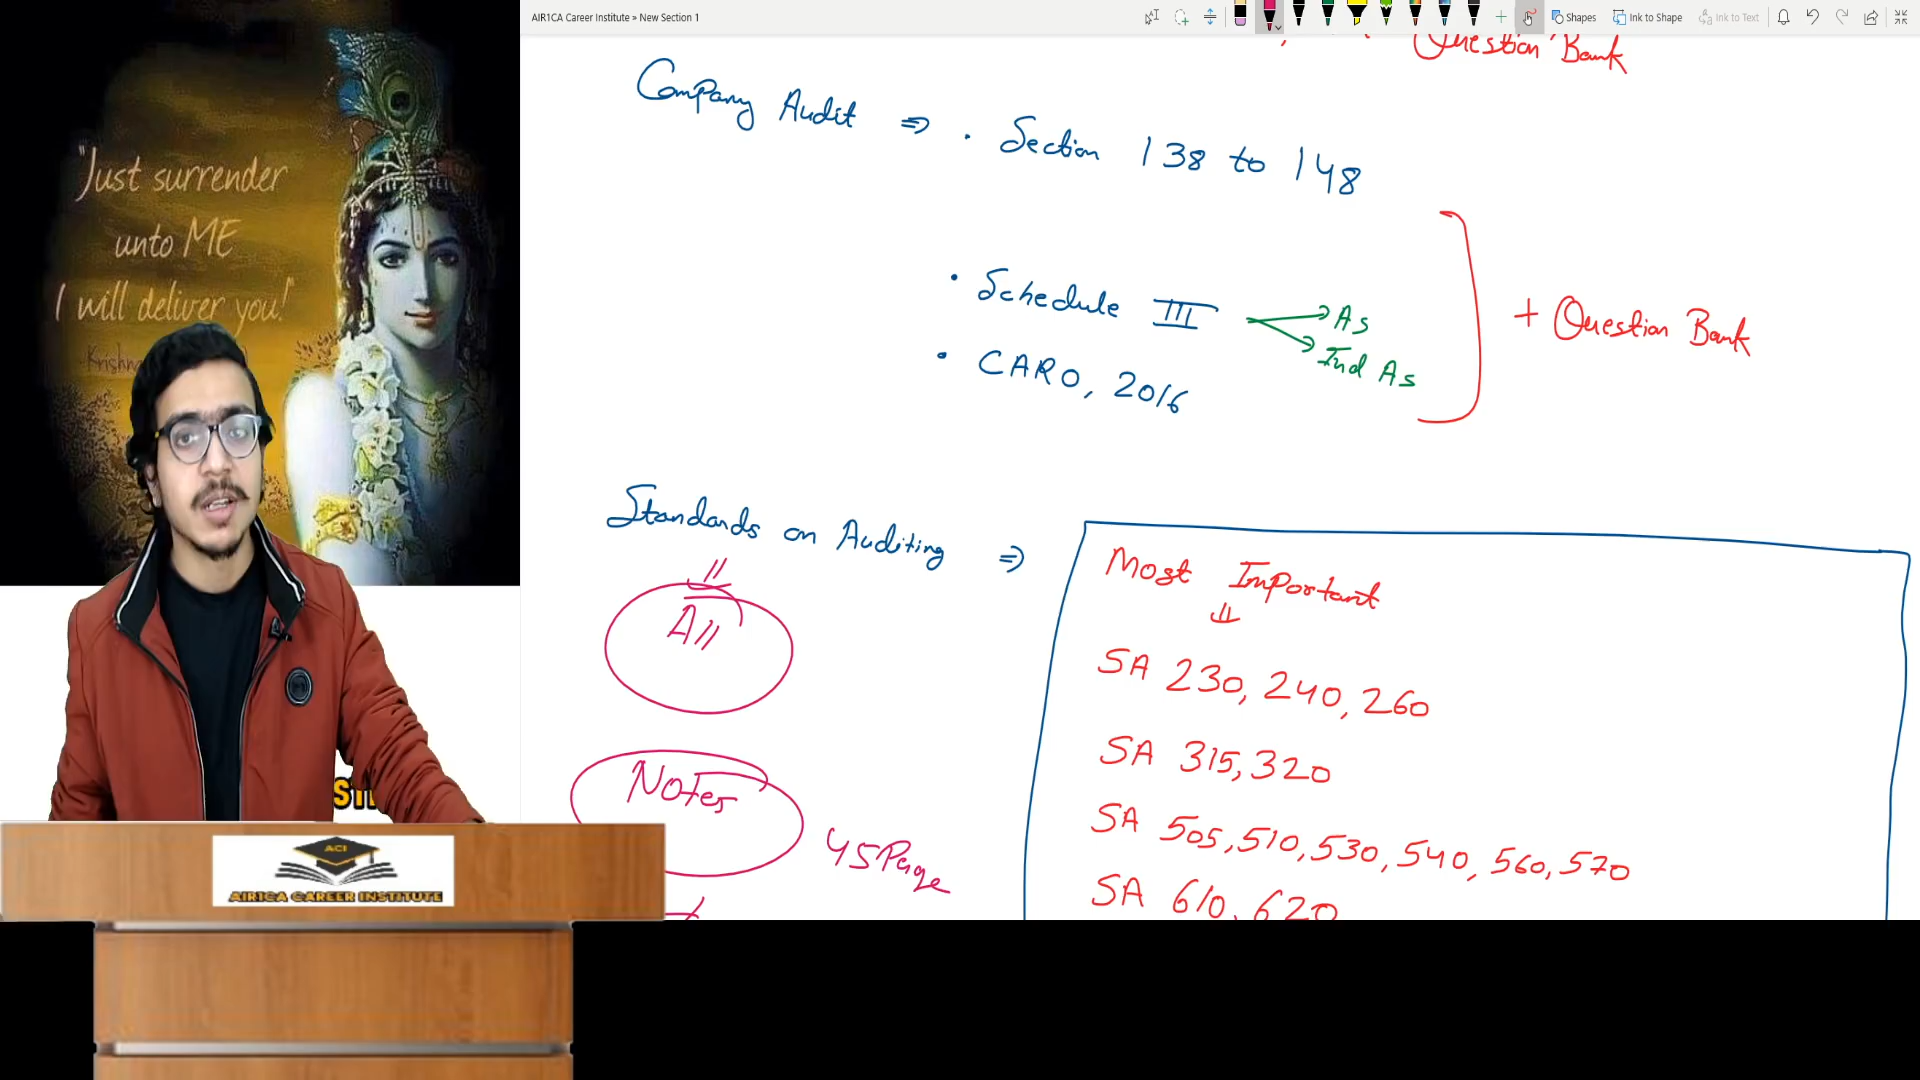 AIR1CA Career Institute » New Section 1
Shapes
Ink to Shape
Ink to Text
Question Bank
Company Audit ⇒ • Section 138 to 148
• Schedule III
As
Ind As
• CARO, 2016
+ Question Bank
"Just surrender
unto ME
I will deliver you!"
Krishn
Standards on Auditing ⇒
All
Notes
45 Page
Most Important
SA 230, 240, 260
SA 315, 320
SA 505, 510, 530, 540, 560, 570
SA 610, 620
ACI
AIR1CA CAREER INSTITUTE